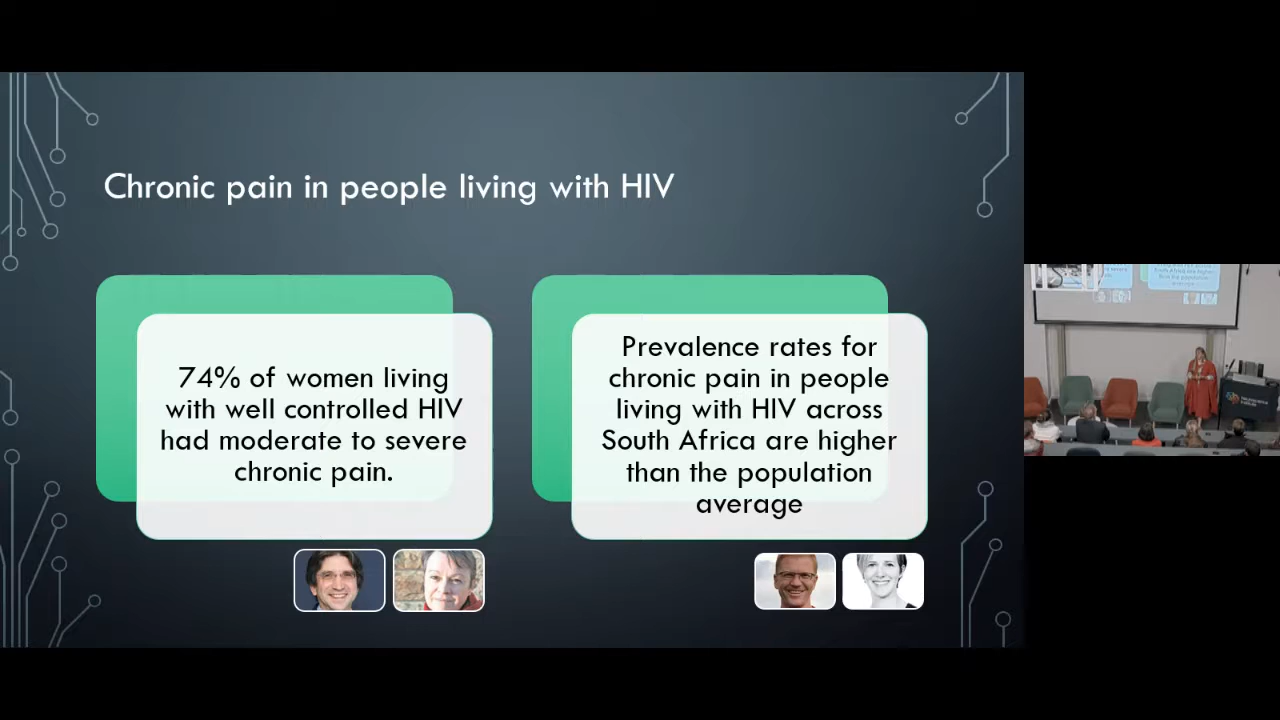 Chronic pain in people living with HIV
74% of women living
with well controlled HIV
had moderate to severe
chronic pain.
Prevalence rates for
chronic pain in people
living with HIV across
South Africa are higher
than the population
average